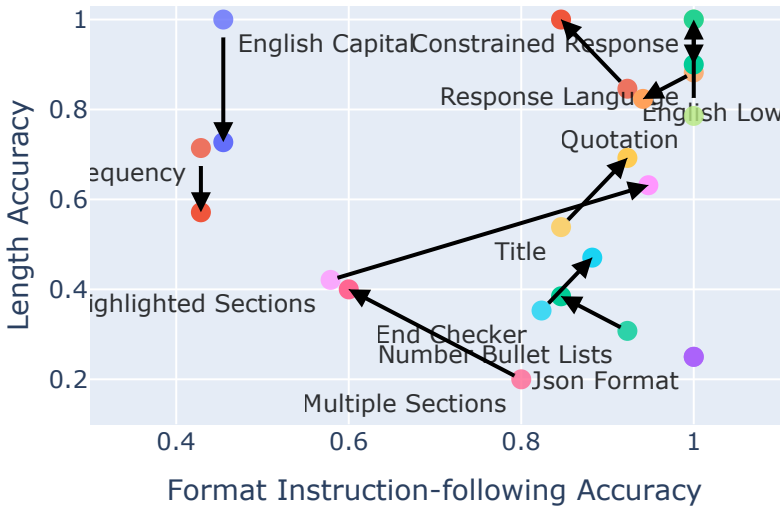 1
English Capital
Constrained Response
Response Language
English Low
0.8
Quotation
equency
0.6
Title
0.4
ighlighted Sections
End Checker
Number Bullet Lists
Json Format
0.2
Multiple Sections
0.4
0.6
0.8
1
Format Instruction-following Accuracy
Length Accuracy